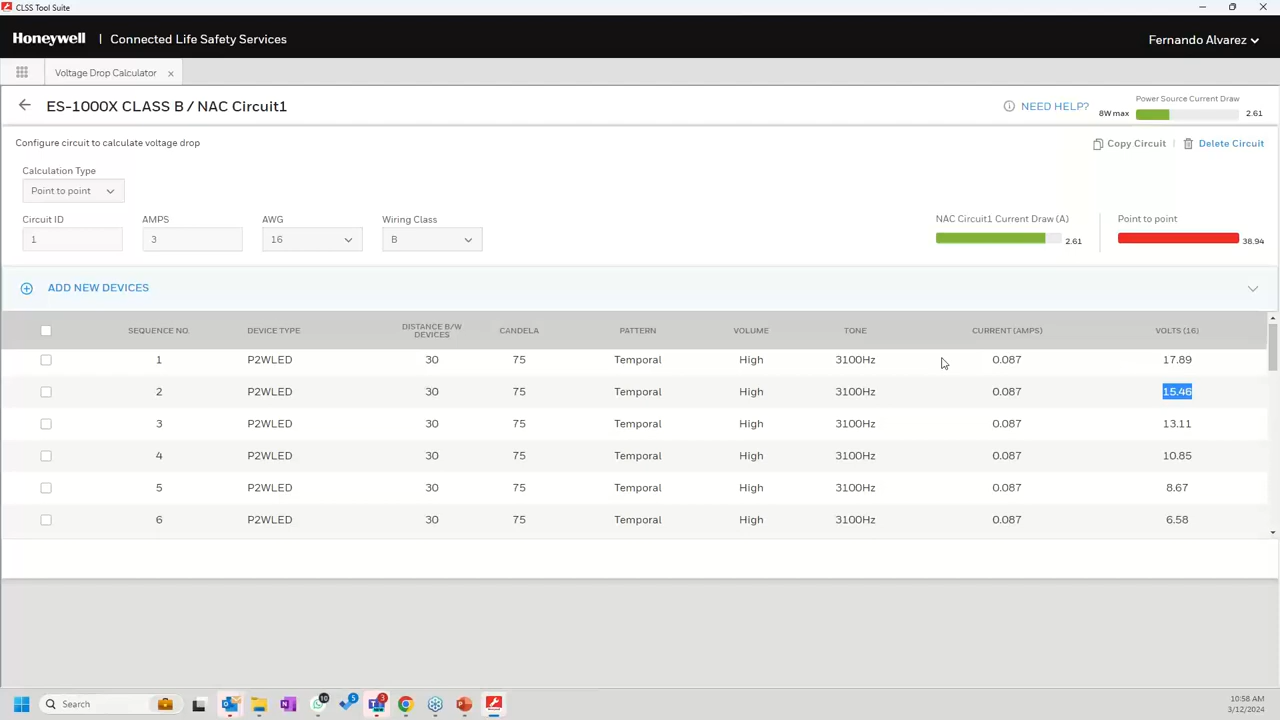 CLSS Tool Suite
Honeywell | Connected Life Safety Services
Fernando Alvarez
Voltage Drop Calculator
ES-1000X CLASS B / NAC Circuit1
NEED HELP?
Power Source Current Draw
8W max
2.61
Configure circuit to calculate voltage drop
Copy Circuit
Delete Circuit
Calculation Type
Point to point
Circuit ID
AMPS
AWG
Wiring Class
1
3
16
B
NAC Circuit1 Current Draw (A)
2.61
Point to point
38.94
ADD NEW DEVICES
SEQUENCE NO. DEVICE TYPE DISTANCE B/W DEVICES CANDELA PATTERN VOLUME TONE CURRENT (AMPS) VOLTS (16)
1 P2WLED 30 75 Temporal High 3100Hz 0.087 17.89
2 P2WLED 30 75 Temporal High 3100Hz 0.087 15.46
3 P2WLED 30 75 Temporal High 3100Hz 0.087 13.11
4 P2WLED 30 75 Temporal High 3100Hz 0.087 10.85
5 P2WLED 30 75 Temporal High 3100Hz 0.087 8.67
6 P2WLED 30 75 Temporal High 3100Hz 0.087 6.58
Search
10
5
3
10:58 AM
3/12/2024